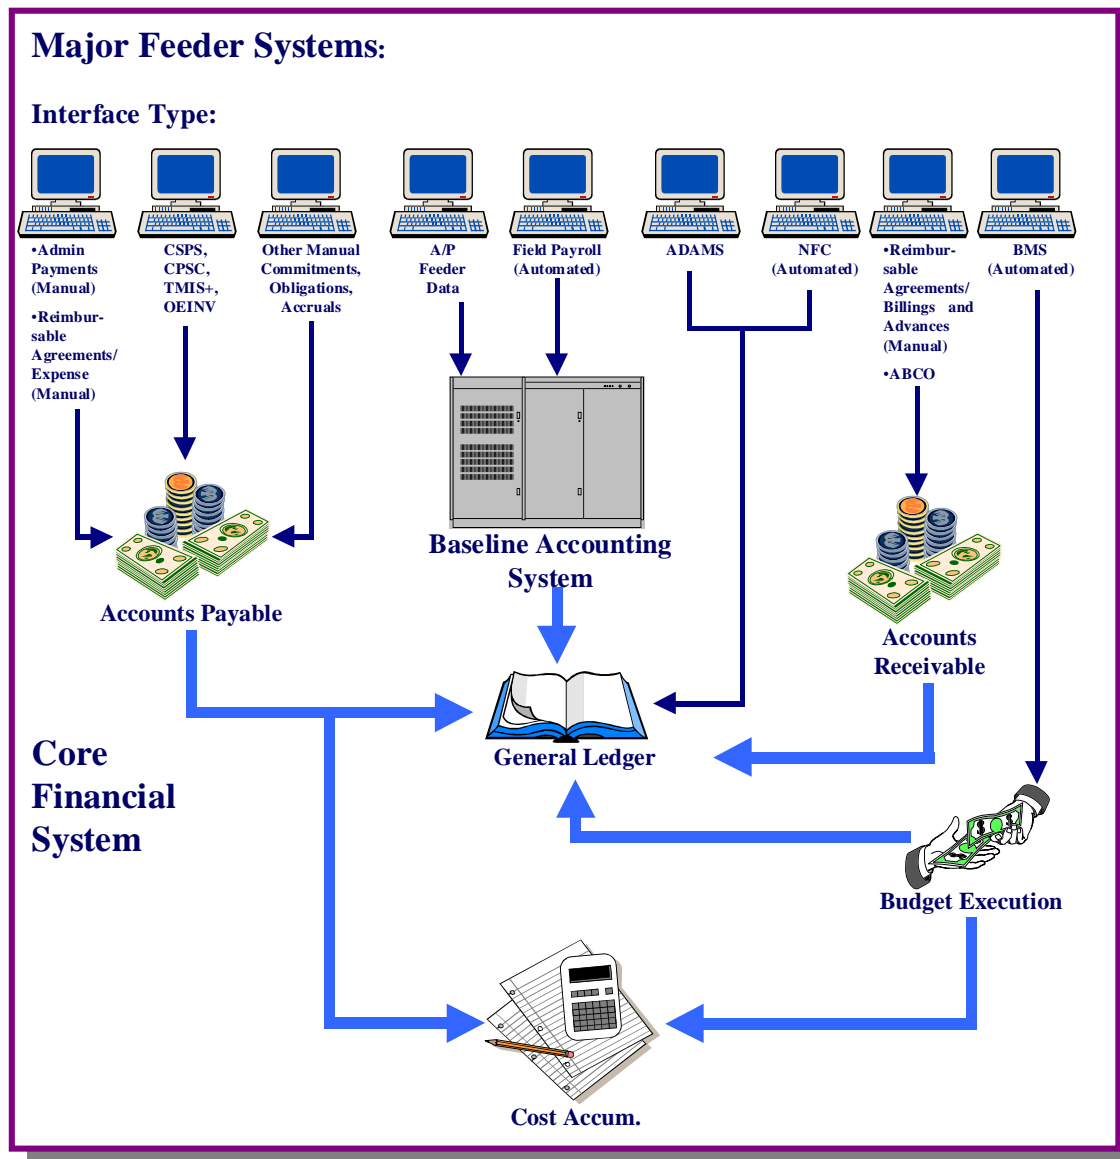 Major Feeder Systems:
Interface Type:
•Admin
Payments
(Manual)
•Reimbur-
sable
Agreements/
Expense
(Manual)
CSPS,
CPSC,
TMIS+,
OEINV
Other Manual
Commitments,
Obligations,
Accruals
A/P
Feeder
Data
Field Payroll
(Automated)
ADAMS
NFC
(Automated)
•Reimbur-
sable
Agreements/
Billings and
Advances
(Manual)
•ABCO
BMS
(Automated)
Baseline Accounting
System
Accounts Payable
Accounts
Receivable
General Ledger
Core
Financial
System
Budget Execution
Cost Accum.